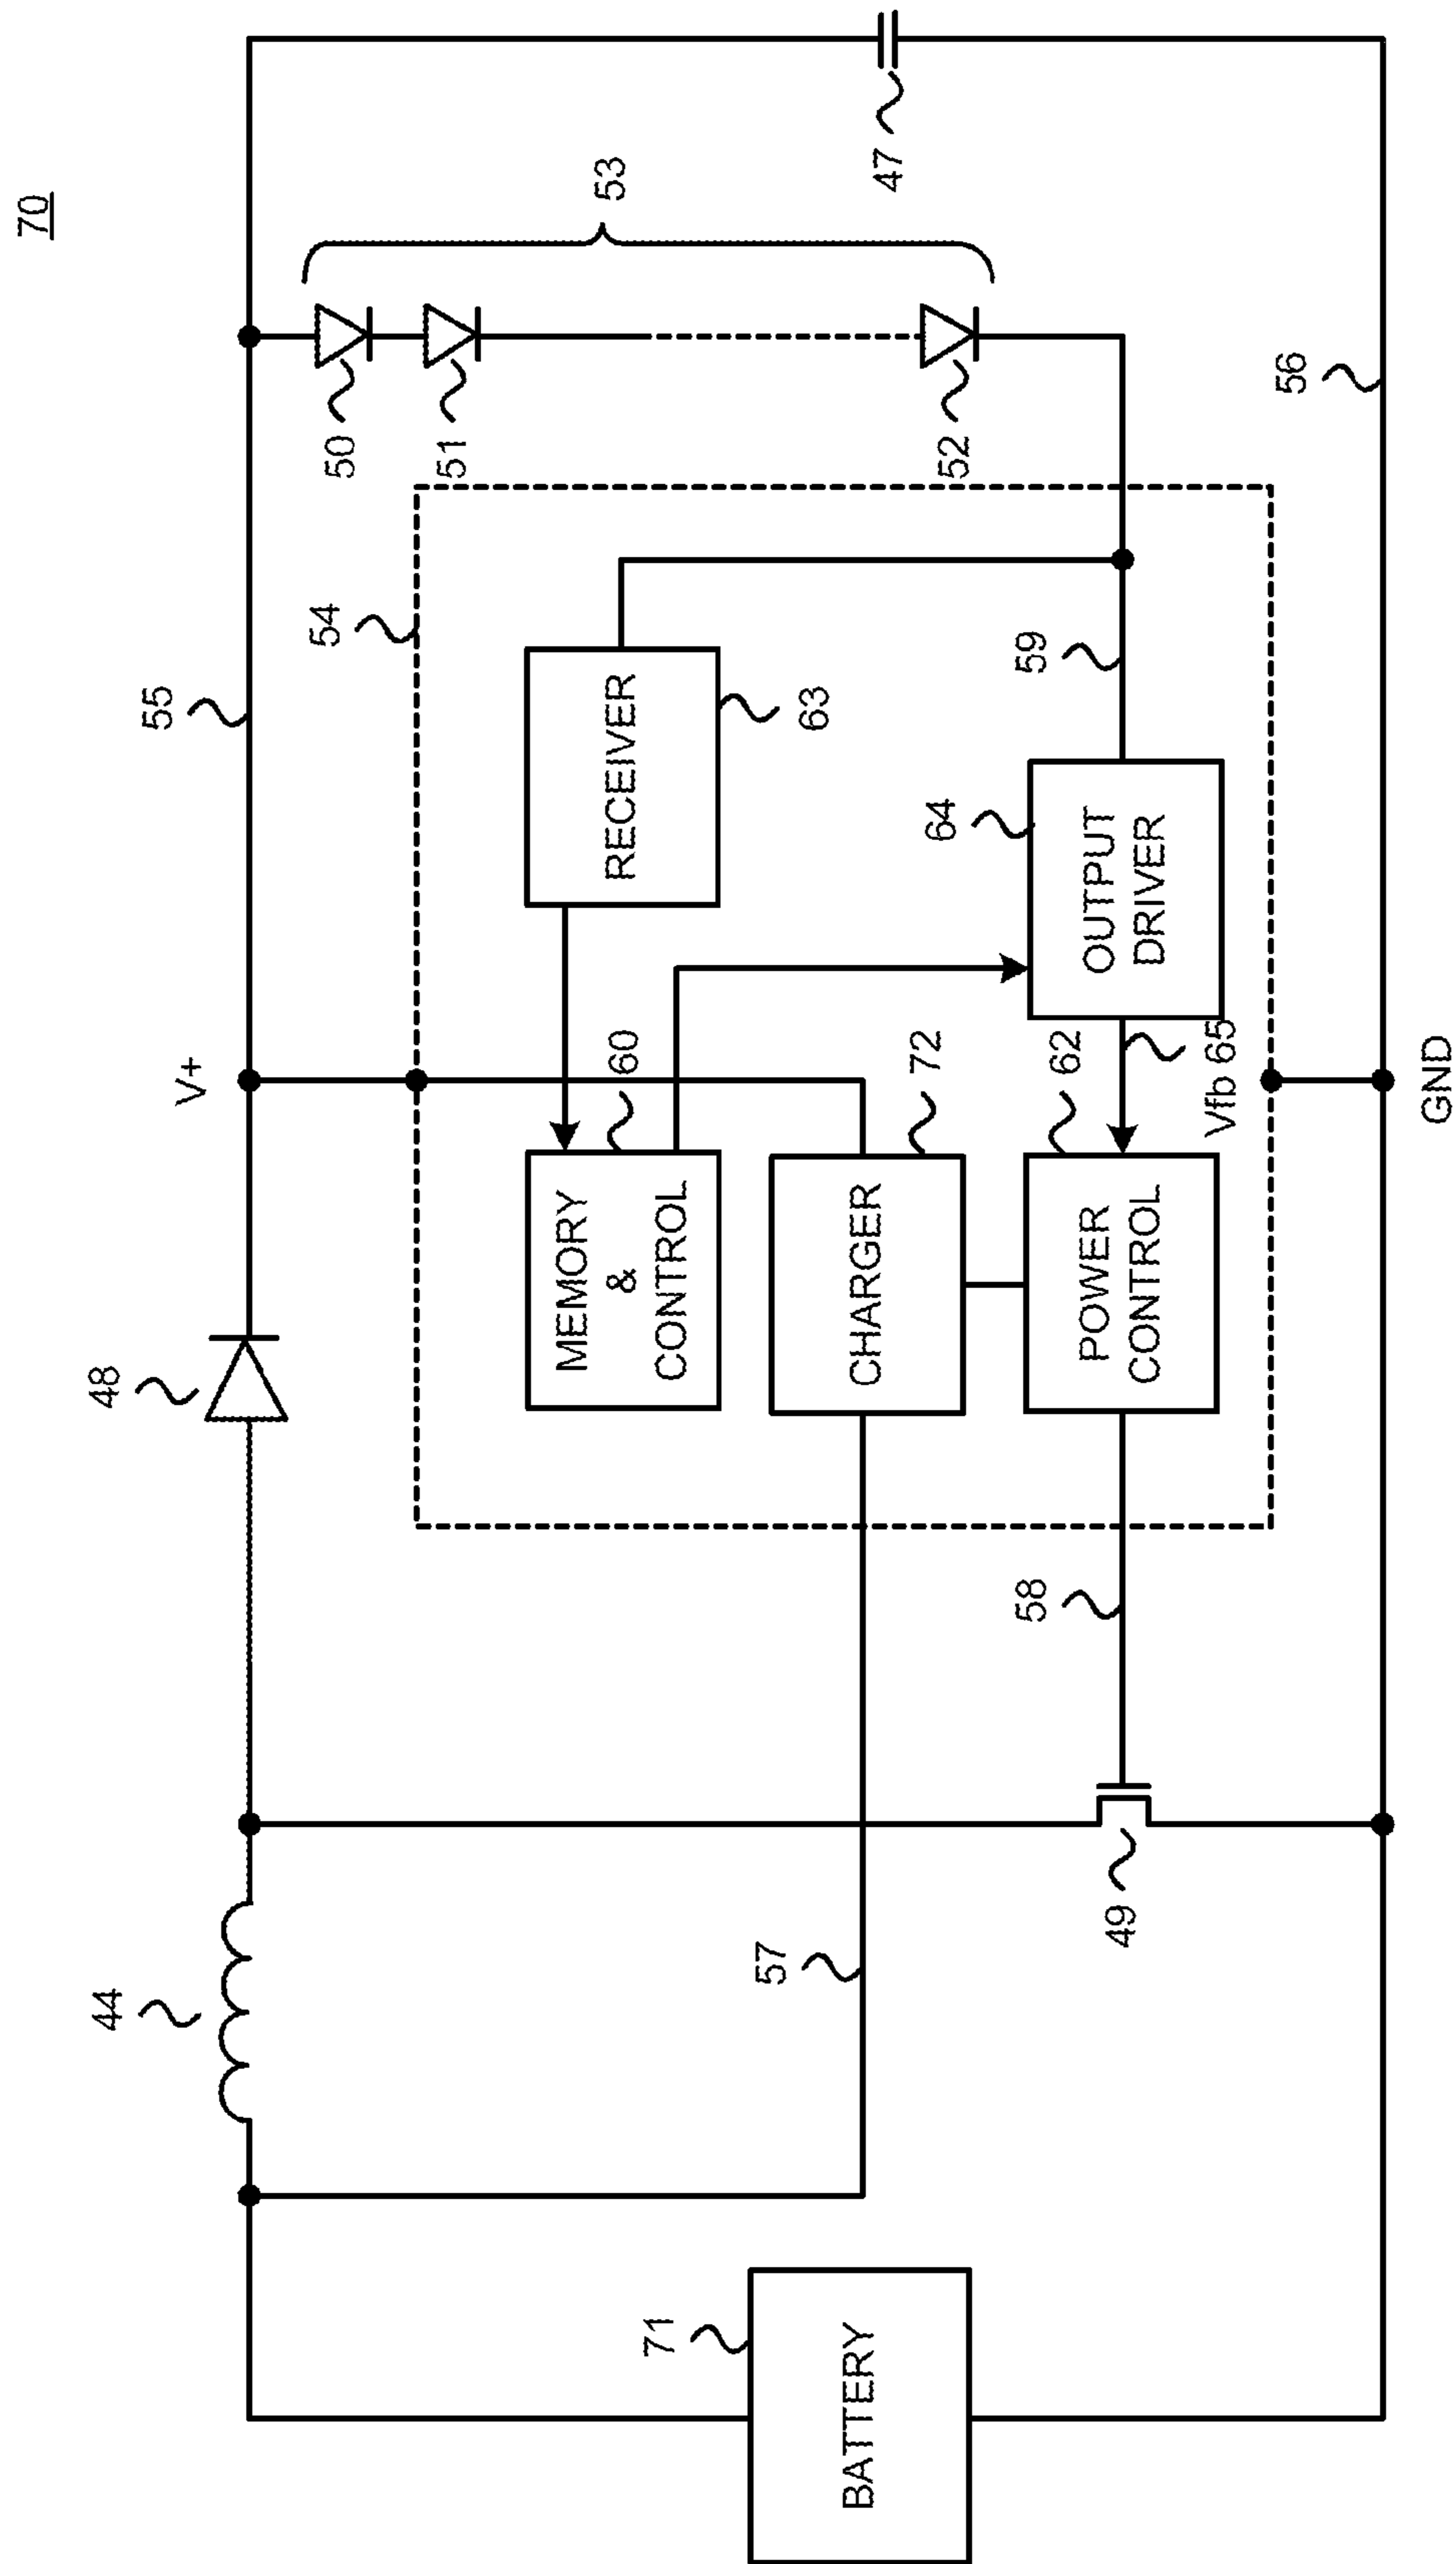 70
44
48
V+
55
53
50
51
52
47
54
56
57
71
BATTERY
49
58
MEMORY
&
CONTROL
60
RECEIVER
63
CHARGER
72
POWER
CONTROL
62
Vfb 65
OUTPUT
DRIVER
64
59
GND